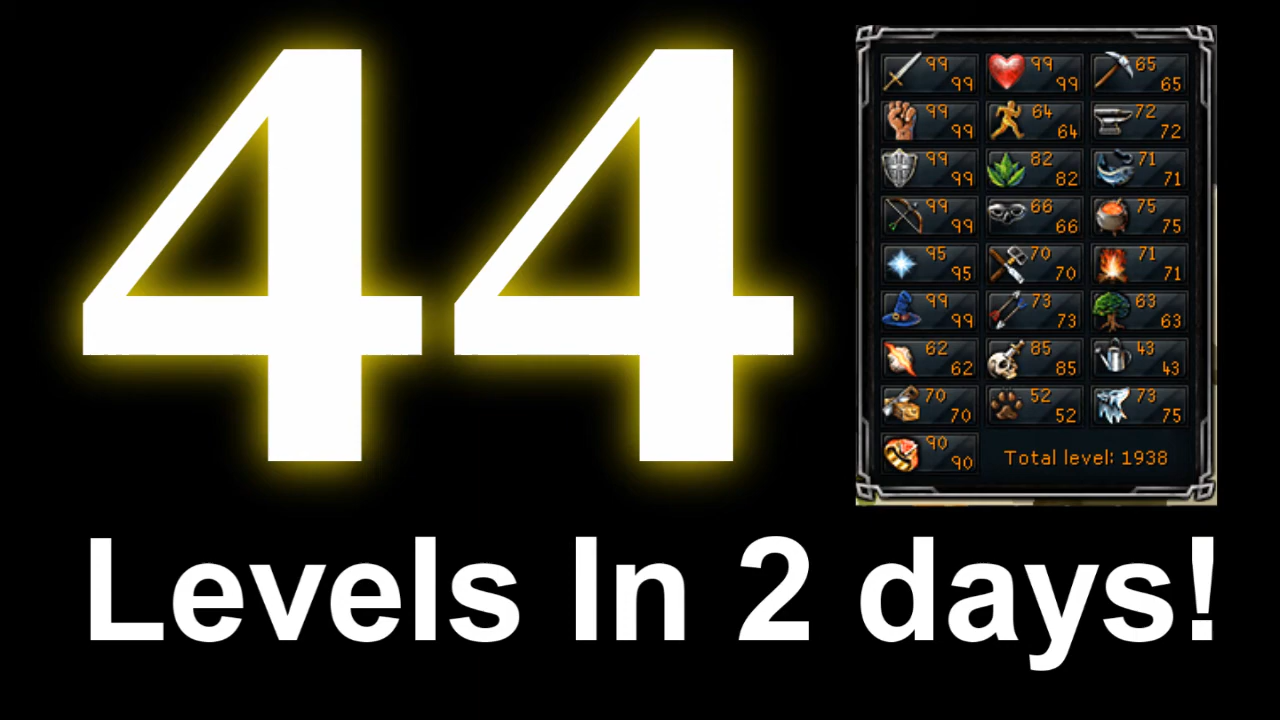 44
99 99 99 99 65 65
99 99 64 64 72 72
99 99 82 82 71 71
99 99 66 66 75 75
95 95 70 70 71 71
99 99 73 73 63 63
62 62 85 85 43 43
70 70 52 52 73 75
90 90 Total level: 1938
Levels In 2 days!